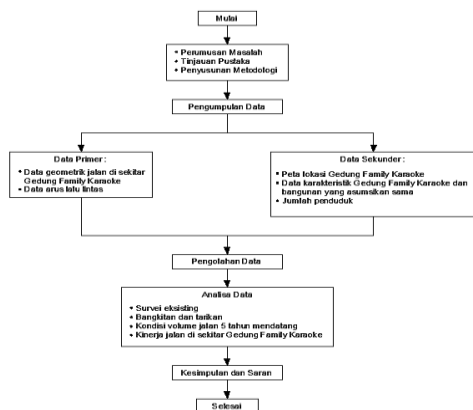 Mulai
• Perumusan Masalah
• Tinjauan Pustaka
• Penyusunan Metodologi
Pengumpulan Data
Data Primer :
• Data geometrik jalan di sekitar
Gedung Family Karaoke
• Data arus lalu lintas
Data Sekunder :
• Peta lokasi Gedung Family Karaoke
• Data karakteristik Gedung Family Karaoke dan
bangunan yang asumsikan sama
• Jumlah penduduk
Pengolahan Data
Analisa Data
• Survei eksisting
• Bangkitan dan tarikan
• Kondisi volume jalan 5 tahun mendatang
• Kinerja jalan di sekitar Gedung Family Karaoke
Kesimpulan dan Saran
Selesai